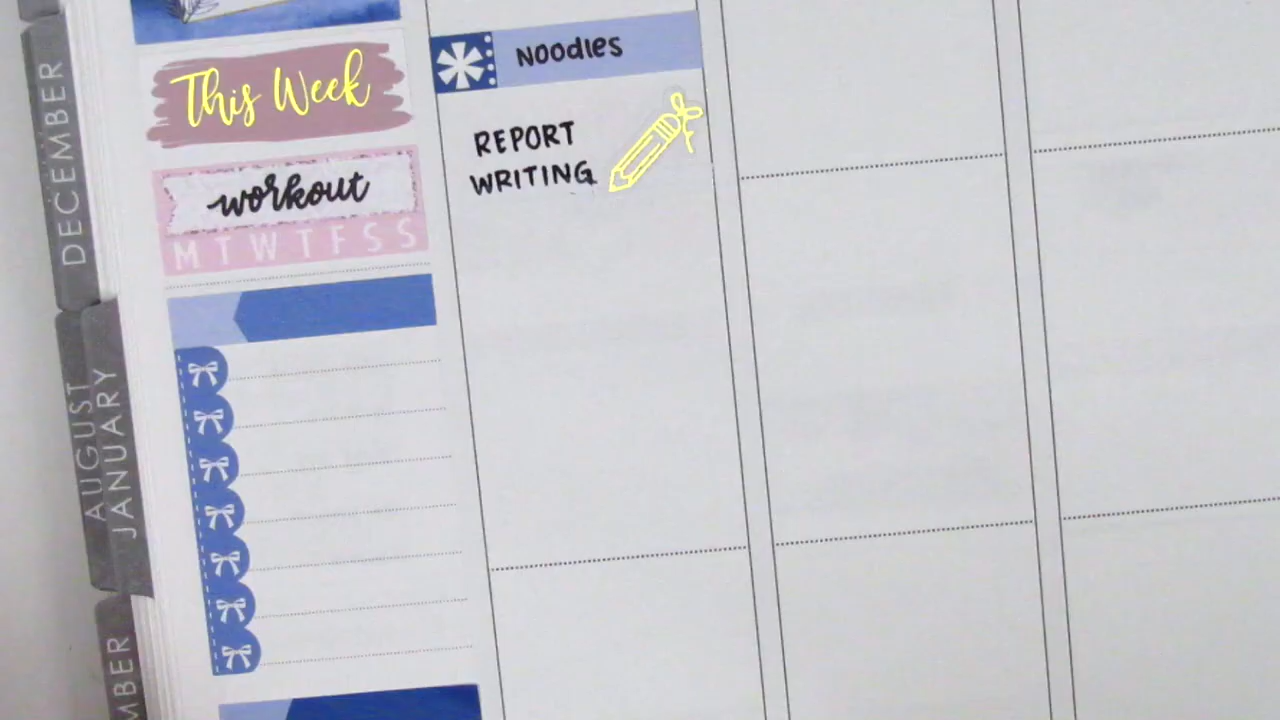 This Week
workout
M T W T F S S
Noodles
REPORT
WRITING
DECEMBER
AUGUST
JANUARY
MBER